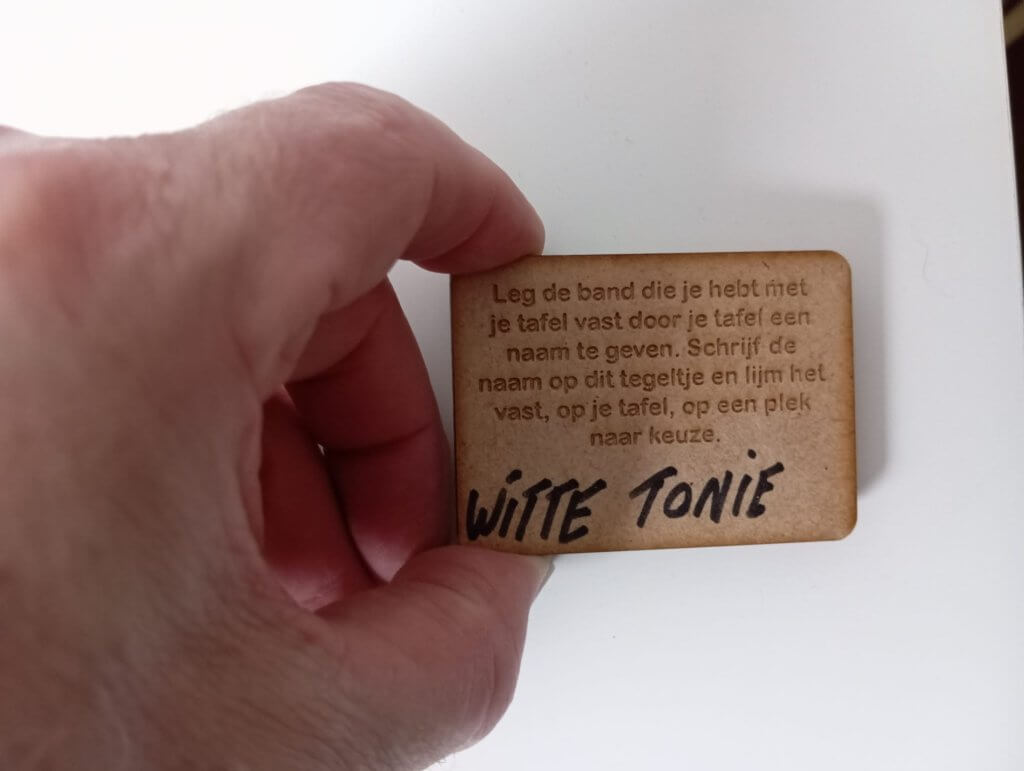 Leg de band die je hebt met
je tafel vast door je tafel een
naam te geven. Schrijf de
naam op dit tegeltje en lijm het
vast, op je tafel, op een plek
naar keuze.
WITTE TONIE